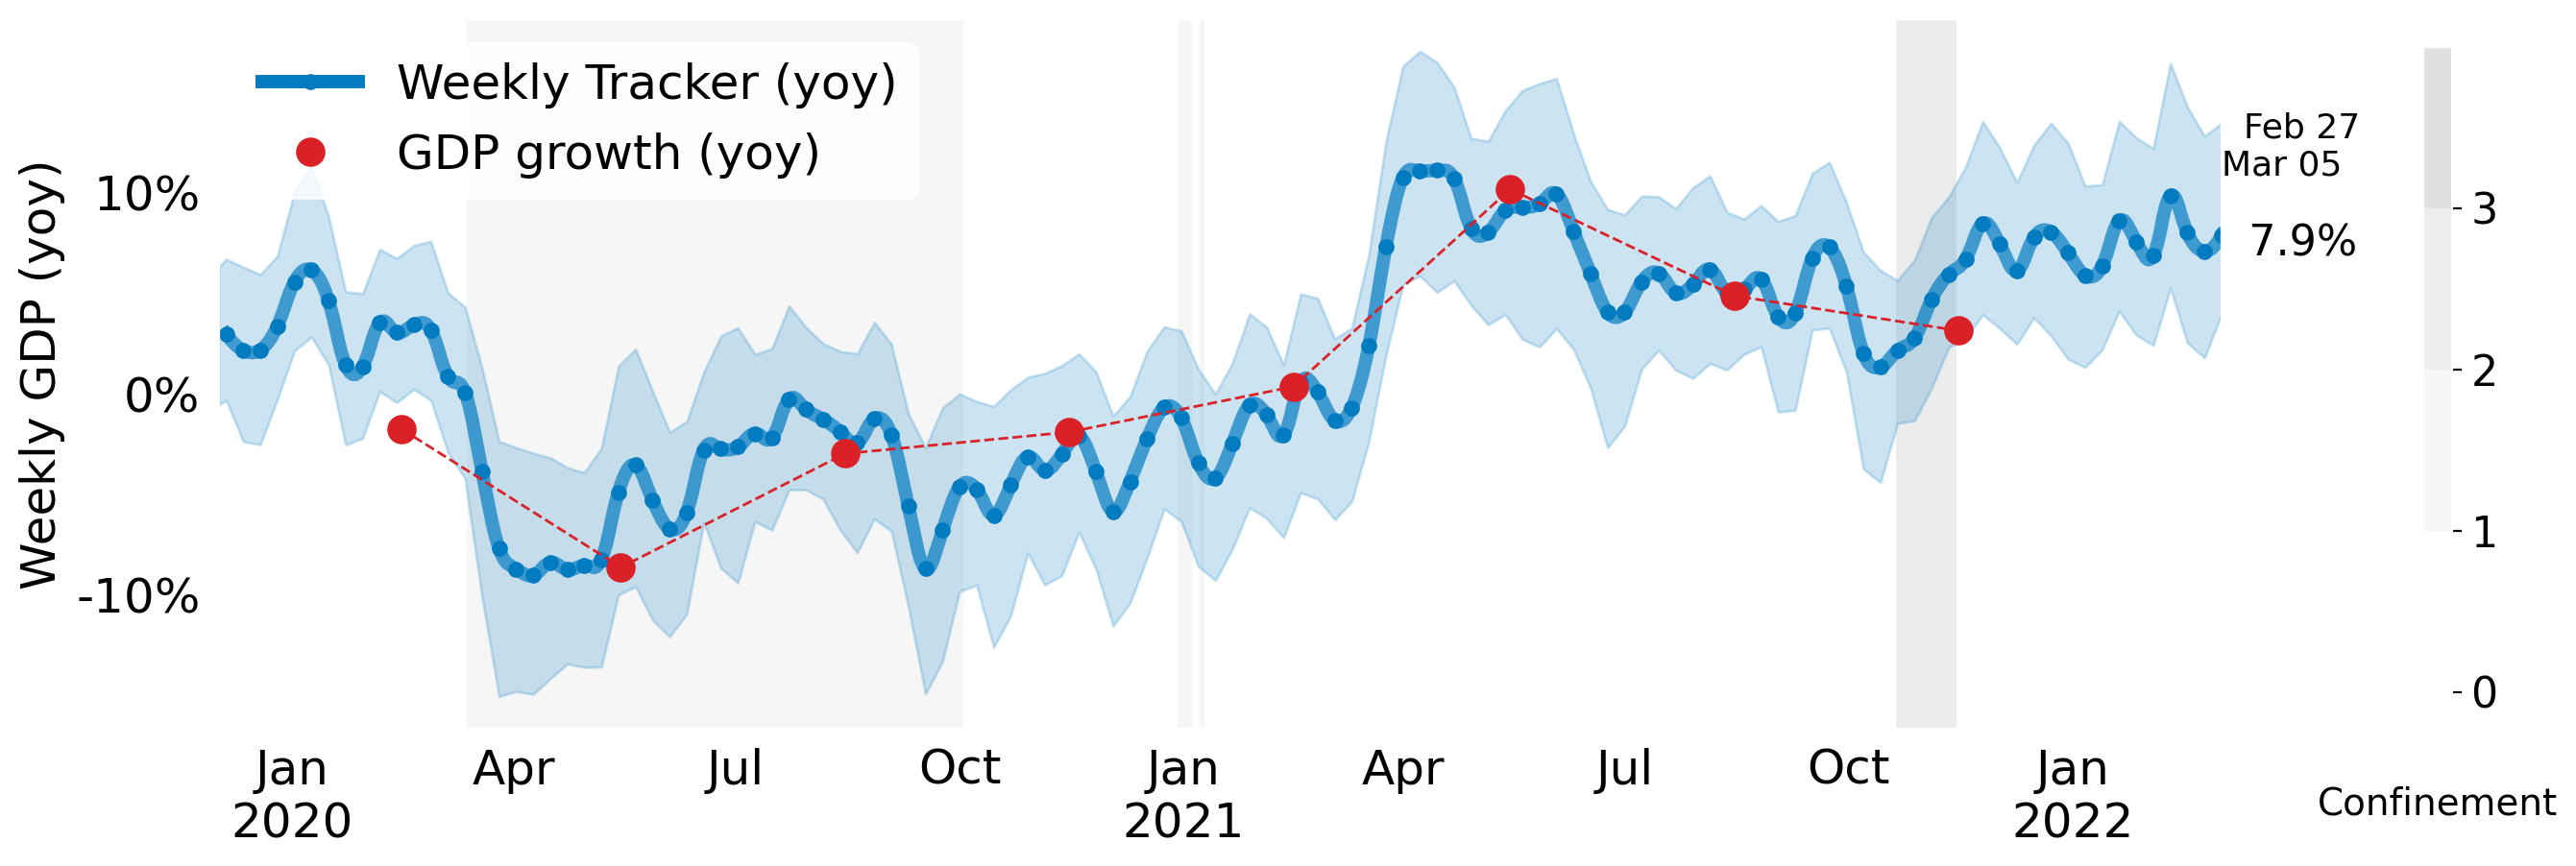 Weekly Tracker (yoy)
GDP growth (yoy)
Weekly GDP (yoy)
10%
0%
-10%
Feb 27
Mar 05
7.9%
3
2
1
0
Jan
2020
Apr
Jul
Oct
Jan
2021
Apr
Jul
Oct
Jan
2022
Confinement